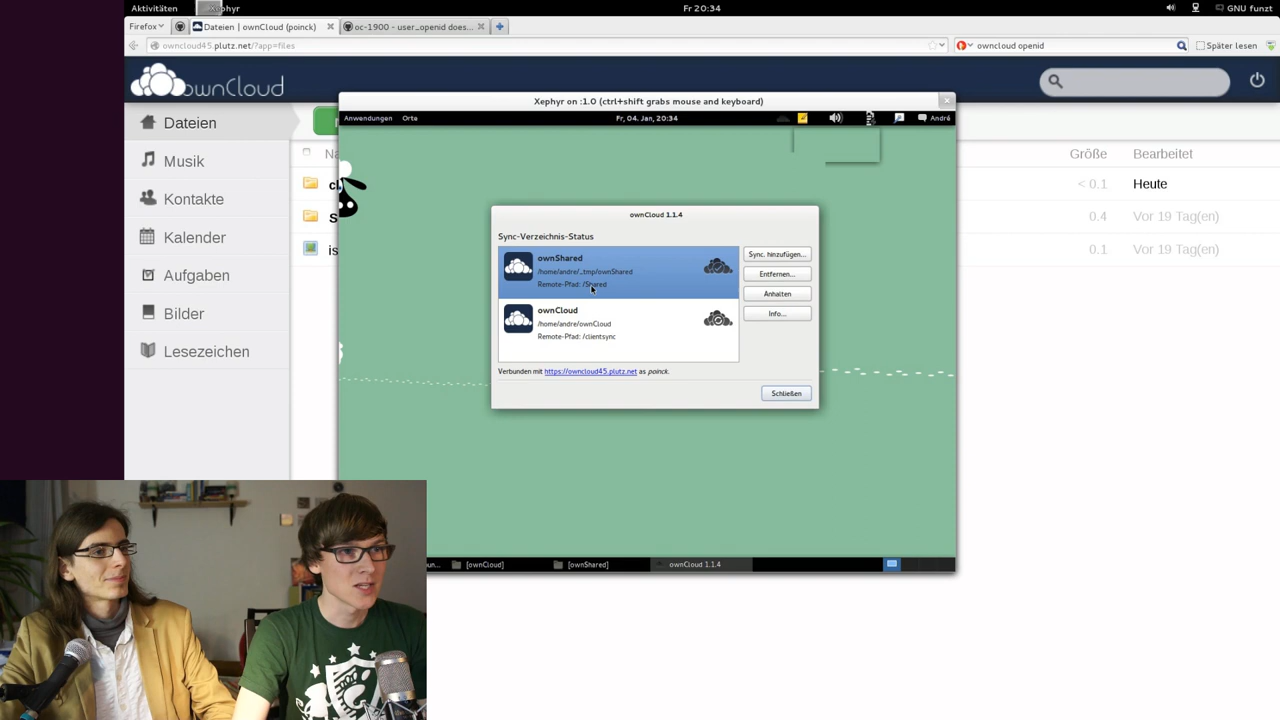 Aktivitäten
Xephyr
Fr 20:34
GNU funzt
Firefox
Dateien | ownCloud (poinck)
oc-1900 - user_openid does...
owncloud45.plutz.net/?app=files
owncloud openid
Später lesen
ownCloud
Xephyr on :1.0 (ctrl+shift grabs mouse and keyboard)
Anwendungen
Orte
Fr, 04. Jan, 20:34
André
Dateien
Musik
Kontakte
Kalender
Aufgaben
Bilder
Lesezeichen
Größe
Bearbeitet
< 0.1
Heute
0.4
Vor 19 Tag(en)
0.1
Vor 19 Tag(en)
ownCloud 1.1.4
Sync-Verzeichnis-Status
ownShared
/home/andre/_tmp/ownShared
Remote-Pfad: /Shared
ownCloud
/home/andre/ownCloud
Remote-Pfad: /clientsync
Sync. hinzufügen...
Entfernen...
Anhalten
Info...
Verbunden mit https://owncloud45.plutz.net as poinck.
Schließen
[ownCloud]
[ownShared]
ownCloud 1.1.4